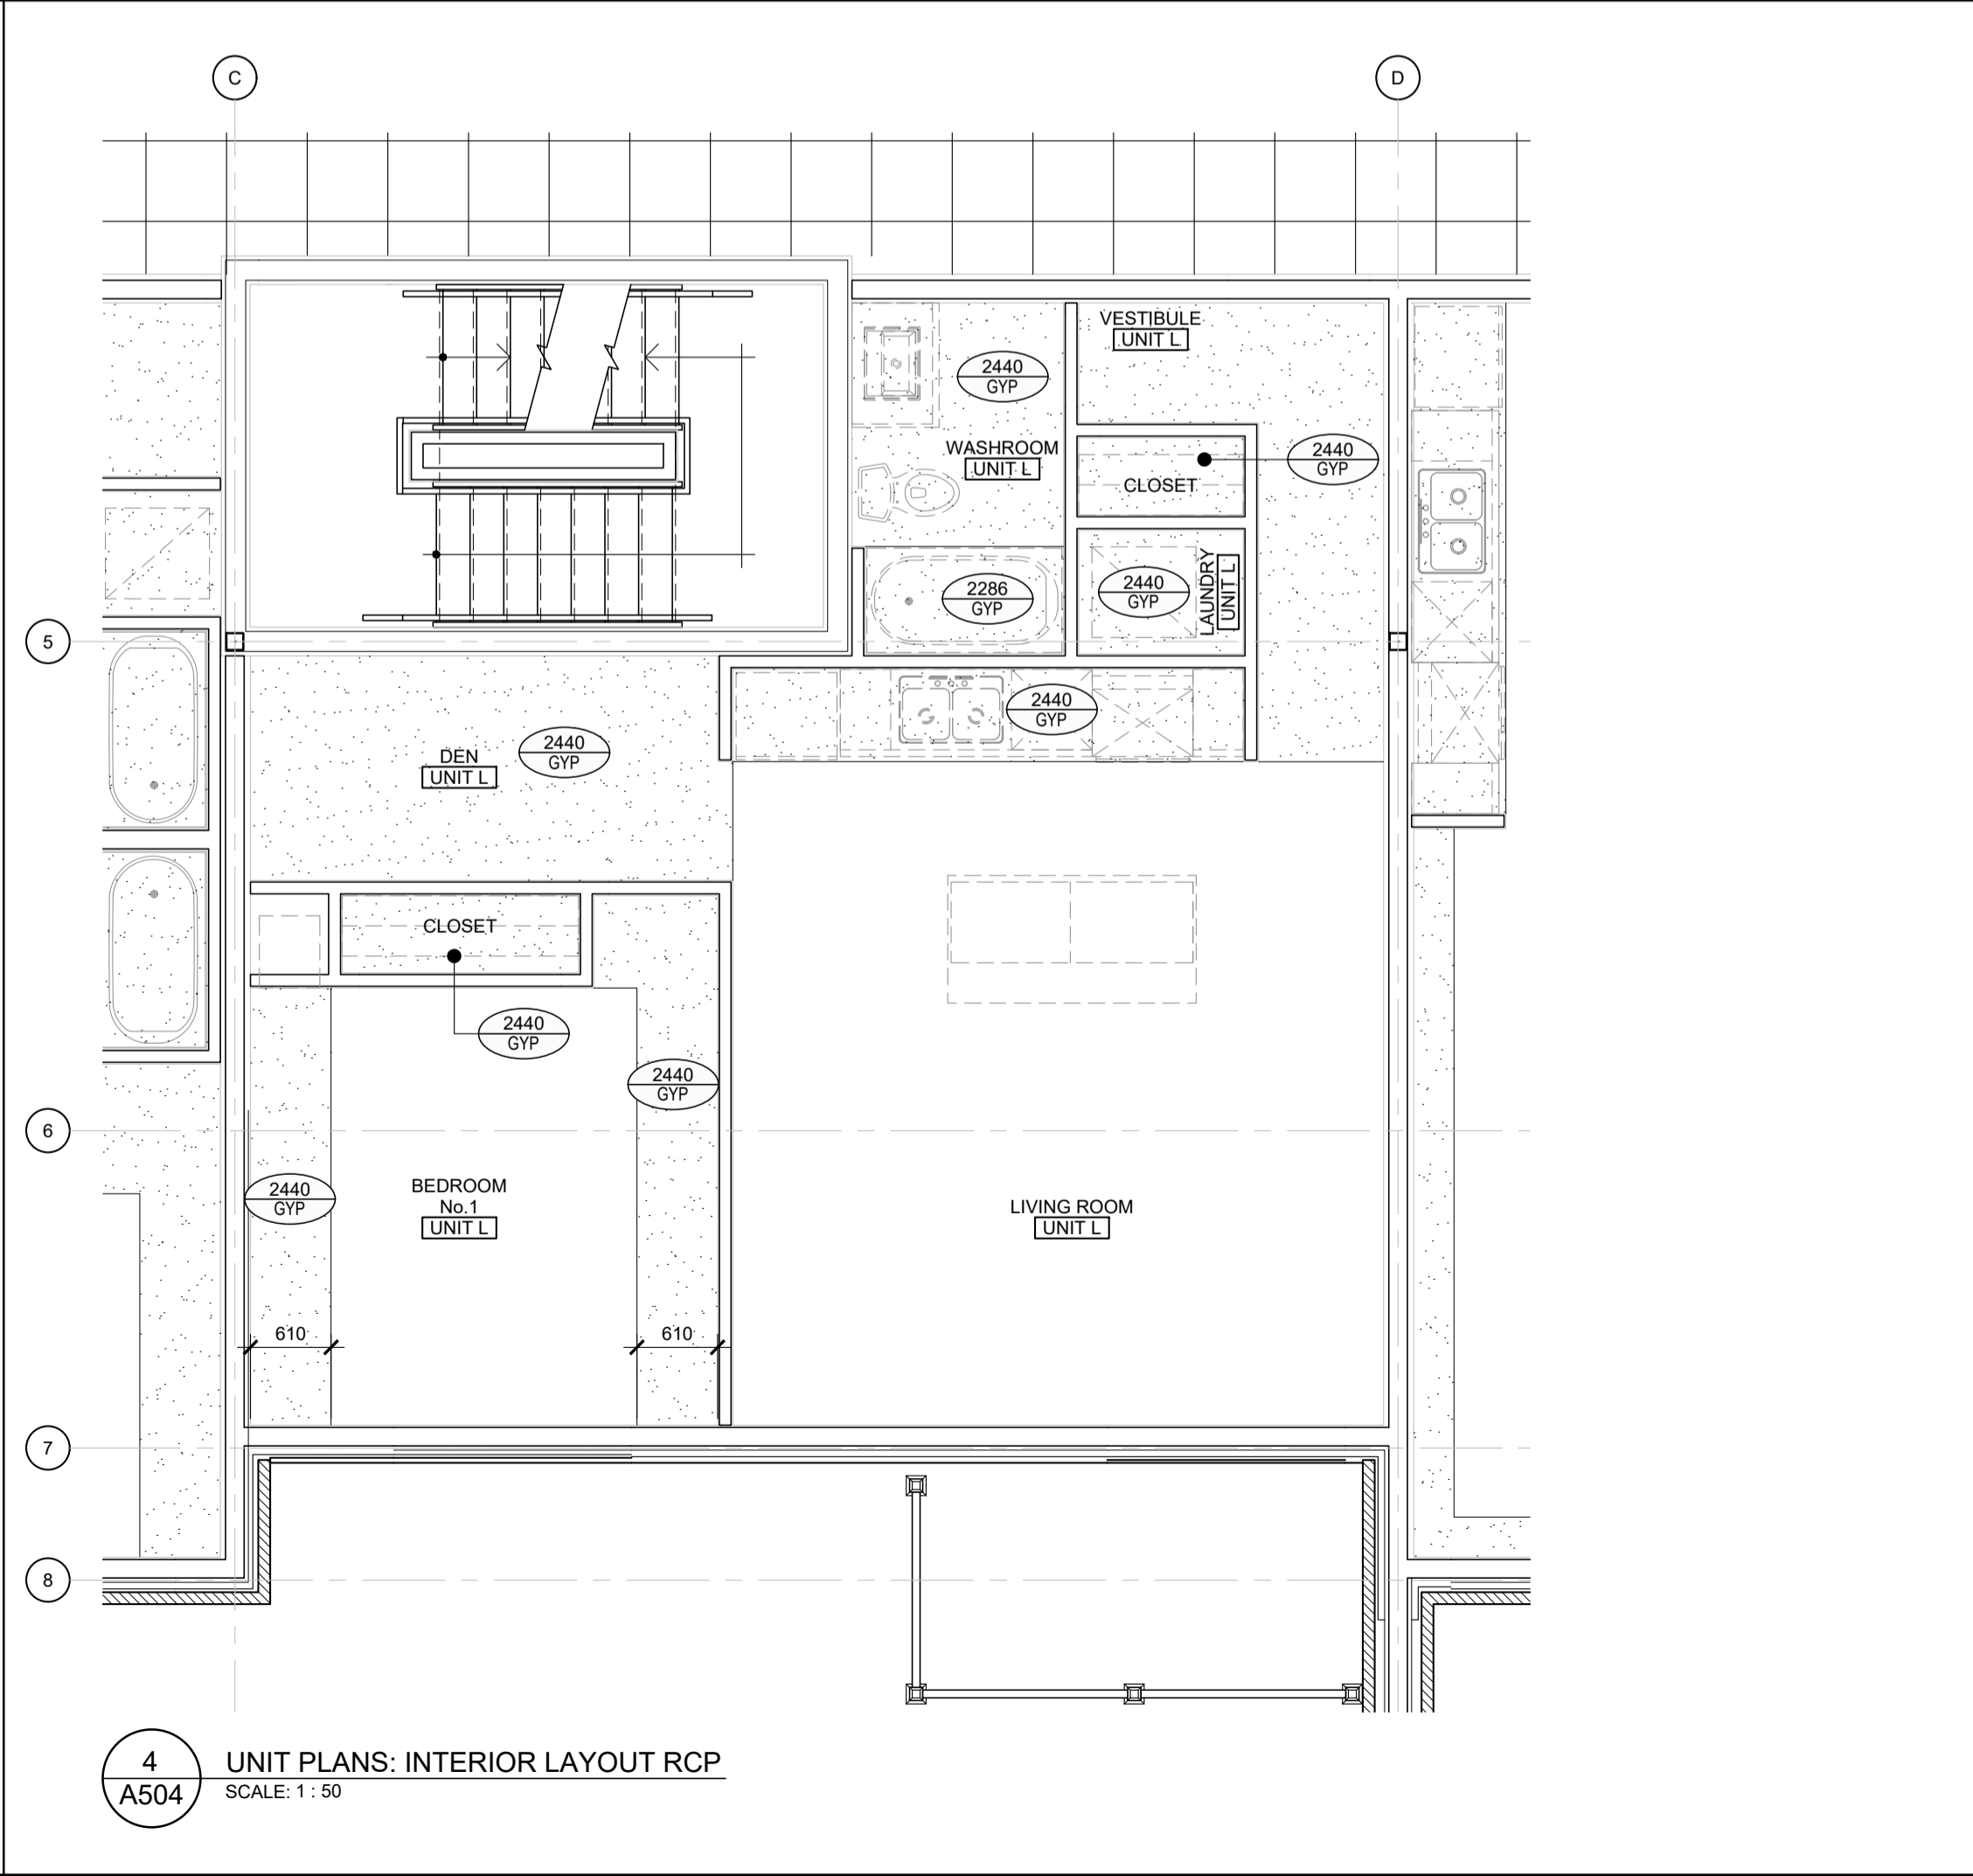 C
D
VESTIBULE
UNIT L
2440
GYP
WASHROOM
UNIT L
2440
GYP
CLOSET
2286
GYP
2440
GYP
LAUNDRY
UNIT L
5
2440
GYP
DEN
UNIT L
2440
GYP
CLOSET
2440
GYP
2440
GYP
6
2440
GYP
BEDROOM
No.1
UNIT L
LIVING ROOM
UNIT L
610
610
7
8
4
A504
UNIT PLANS: INTERIOR LAYOUT RCP
SCALE: 1 : 50